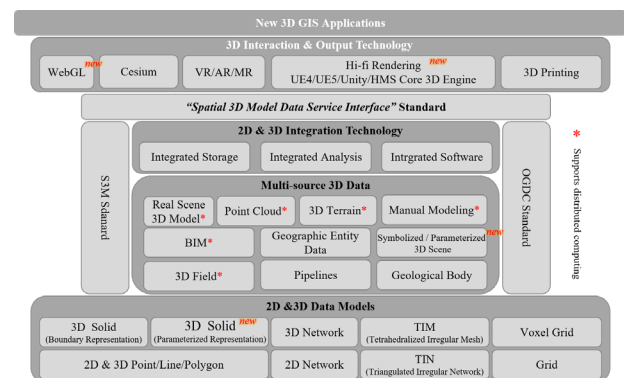 New 3D GIS Applications
3D Interaction & Output Technology
WebGL
new
Cesium
VR/AR/MR
Hi-fi Rendering
new
UE4/UE5/Unity/HMS Core 3D Engine
3D Printing
“Spatial 3D Model Data Service Interface” Standard
S3M Sdanard
2D & 3D Integration Technology
Integrated Storage
Integrated Analysis
Intrgrated Software
Multi-source 3D Data
Real Scene
3D Model*
Point Cloud*
3D Terrain*
Manual Modeling*
BIM*
Geographic Entity
Data
Symbolized / Parameterized
3D Scene
new
3D Field*
Pipelines
Geological Body
OGDC Standard
* Supports distributed computing
2D &3D Data Models
3D Solid
(Boundary Representation)
3D Solid new
(Parameterized Representation)
3D Network
TIM
(Tetrahedralized Irregular Mesh)
Voxel Grid
2D & 3D Point/Line/Polygon
2D Network
TIN
(Triangulated Irregular Network)
Grid